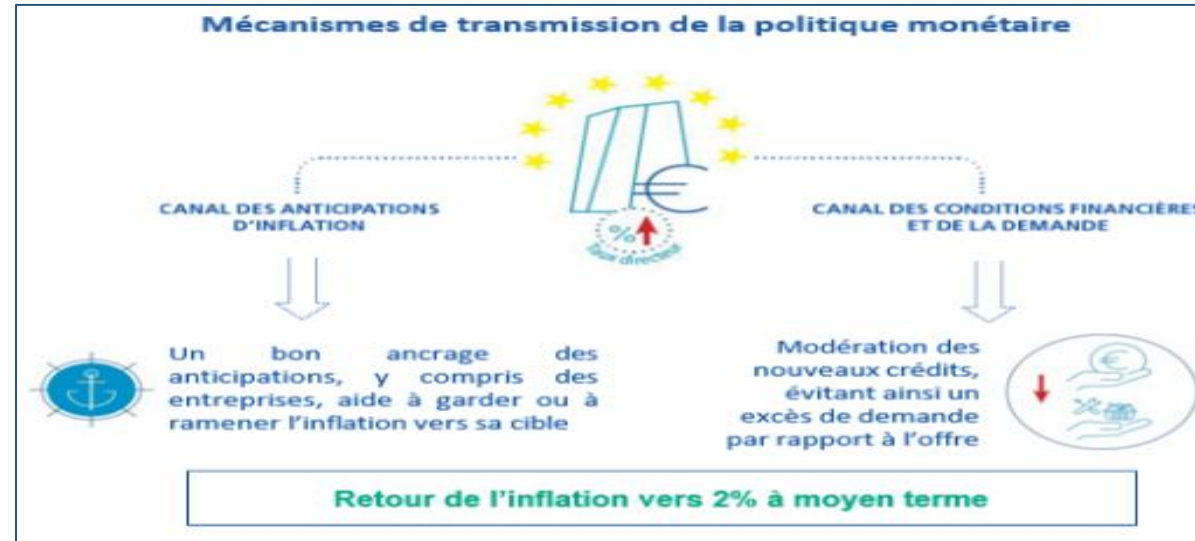 Mécanismes de transmission de la politique monétaire
%
Taux directeur
CANAL DES ANTICIPATIONS
D'INFLATION
Un bon ancrage des
anticipations, y compris des
entreprises, aide à garder ou à
ramener l'inflation vers sa cible
CANAL DES CONDITIONS FINANCIÈRES
ET DE LA DEMANDE
Modération des
nouveaux crédits,
évitant ainsi un
excès de demande
par rapport à l'offre
Retour de l'inflation vers 2% à moyen terme